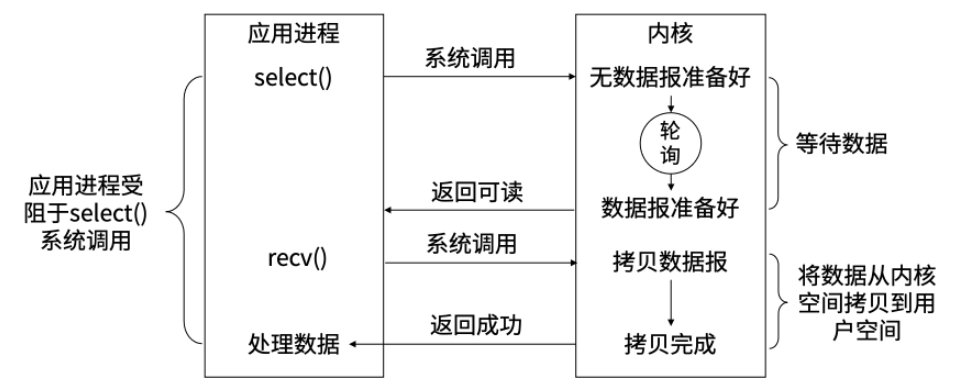 应用进程
内核
select()
系统调用
无数据报准备好
轮
询
等待数据
应用进程受
阻于select()
系统调用
返回可读
数据报准备好
recv()
系统调用
拷贝数据报
将数据从内核
空间拷贝到用
户空间
处理数据
返回成功
拷贝完成